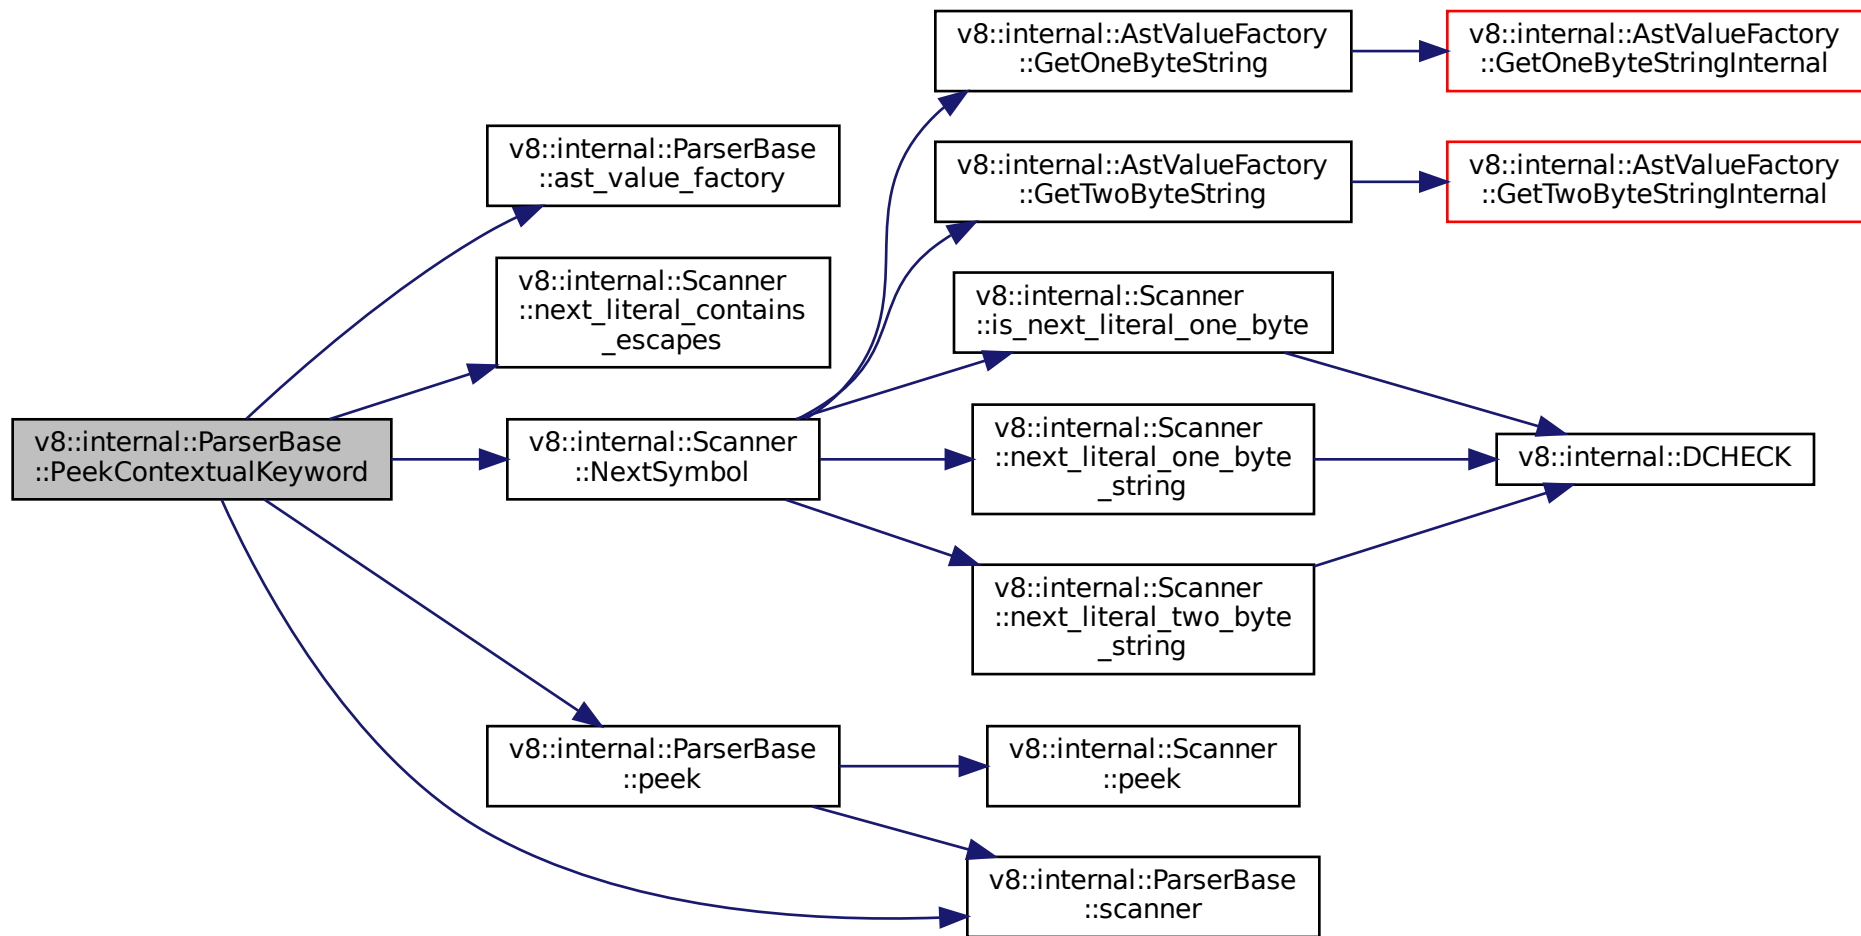 v8::internal::ParserBase
::PeekContextualKeyword
v8::internal::ParserBase
::ast_value_factory
v8::internal::Scanner
::next_literal_contains
_escapes
v8::internal::Scanner
::NextSymbol
v8::internal::ParserBase
::peek
v8::internal::AstValueFactory
::GetOneByteString
v8::internal::AstValueFactory
::GetTwoByteString
v8::internal::Scanner
::is_next_literal_one_byte
v8::internal::Scanner
::next_literal_one_byte
_string
v8::internal::Scanner
::next_literal_two_byte
_string
v8::internal::Scanner
::peek
v8::internal::ParserBase
::scanner
v8::internal::AstValueFactory
::GetOneByteStringInternal
v8::internal::AstValueFactory
::GetTwoByteStringInternal
v8::internal::DCHECK